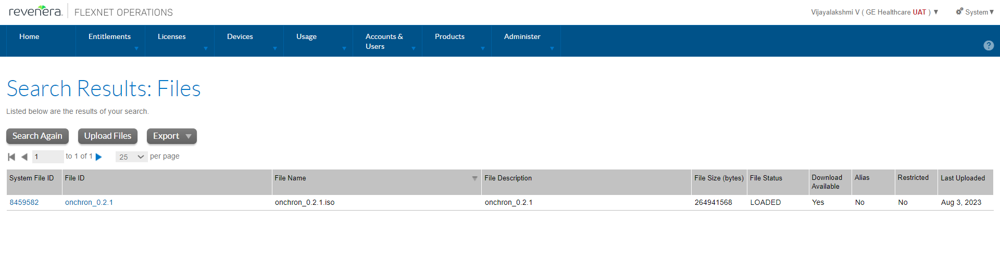 revenera FLEXNET OPERATIONS
Vijayalakshmi V ( GE Healthcare UAT ) ▼ System▼
Home Entitlements Licenses Devices Usage Accounts & Users Products Administer
?
Search Results: Files
Listed below are the results of your search.
Search Again Upload Files Export
1 to 1 of 1 25 per page
System File ID File ID File Name File Description File Size (bytes) File Status Download Available Alias Restricted Last Uploaded
8459582 onchron_0.2.1 onchron_0.2.1.iso onchron_0.2.1 264941568 LOADED Yes No No Aug 3, 2023